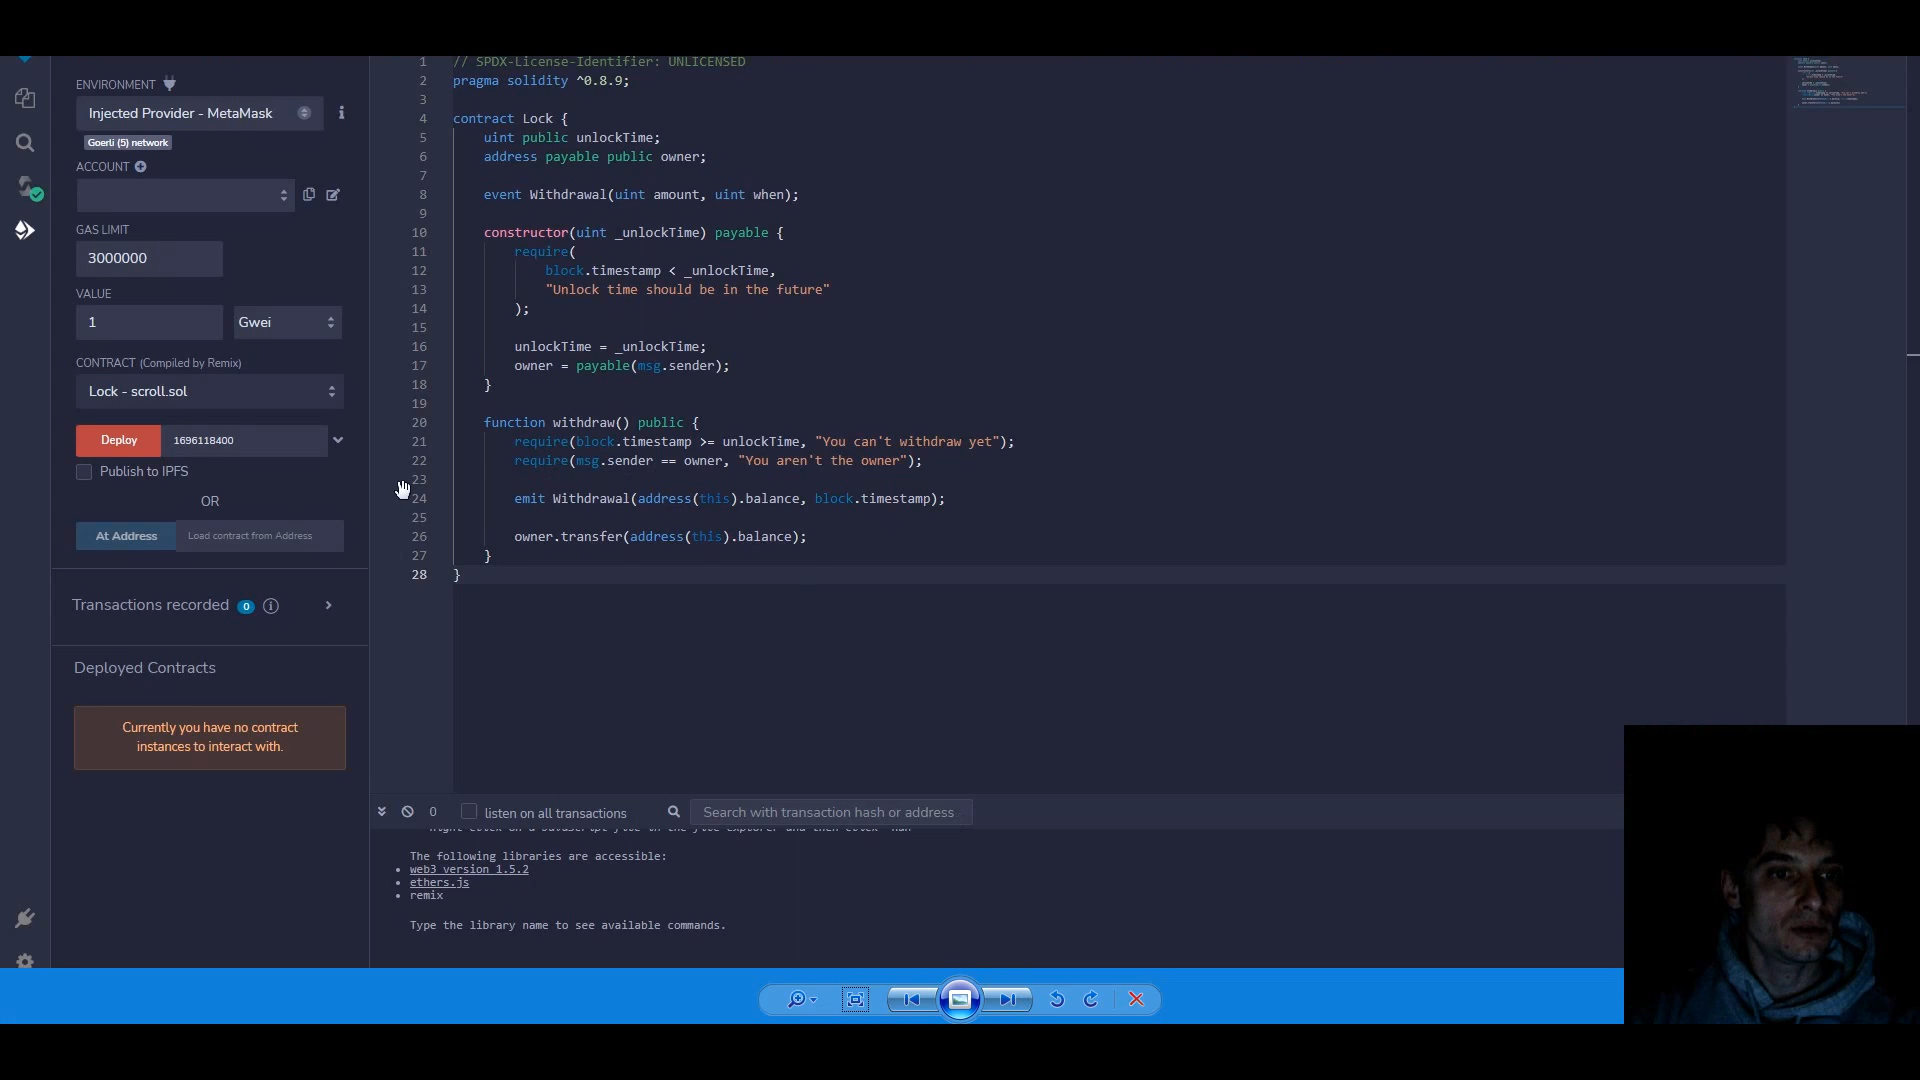 ENVIRONMENT
Injected Provider - MetaMask
Goerli (5) network
ACCOUNT
GAS LIMIT
3000000
VALUE
1
Gwei
CONTRACT (Compiled by Remix)
Lock - scroll.sol
Deploy
1696118400
Publish to IPFS
OR
At Address
Load contract from Address
Transactions recorded 0
Deployed Contracts
Currently you have no contract
instances to interact with.
1 // SPDX-License-Identifier: UNLICENSED
2 pragma solidity ^0.8.9;
3
4 contract Lock {
5 uint public unlockTime;
6 address payable public owner;
7
8 event Withdrawal(uint amount, uint when);
9
10 constructor(uint _unlockTime) payable {
11 require(
12 block.timestamp < _unlockTime,
13 "Unlock time should be in the future"
14 );
15
16 unlockTime = _unlockTime;
17 owner = payable(msg.sender);
18 }
19
20 function withdraw() public {
21 require(block.timestamp >= unlockTime, "You can't withdraw yet");
22 require(msg.sender == owner, "You aren't the owner");
23
24 emit Withdrawal(address(this).balance, block.timestamp);
25
26 owner.transfer(address(this).balance);
27 }
28 }
0
listen on all transactions
Search with transaction hash or address
The following libraries are accessible:
• web3 version 1.5.2
• ethers.js
• remix
Type the library name to see available commands.